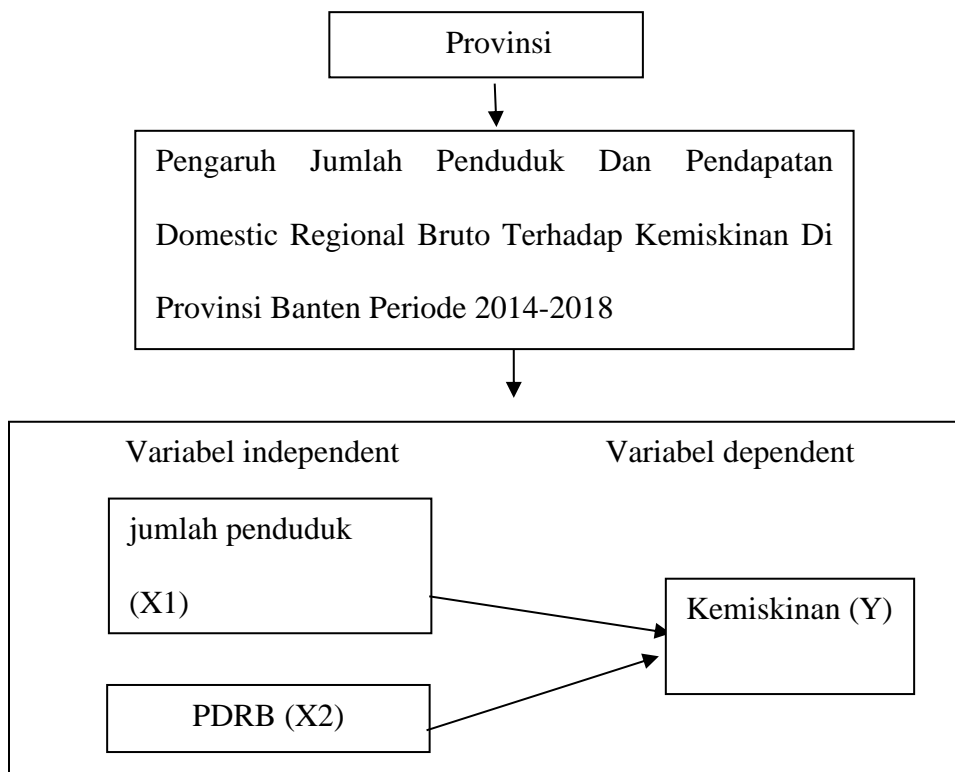 Provinsi
Pengaruh Jumlah Penduduk Dan Pendapatan
Domestic Regional Bruto Terhadap Kemiskinan Di
Provinsi Banten Periode 2014-2018
Variabel independent
Variabel dependent
jumlah penduduk
(X1)
Kemiskinan (Y)
PDRB (X2)